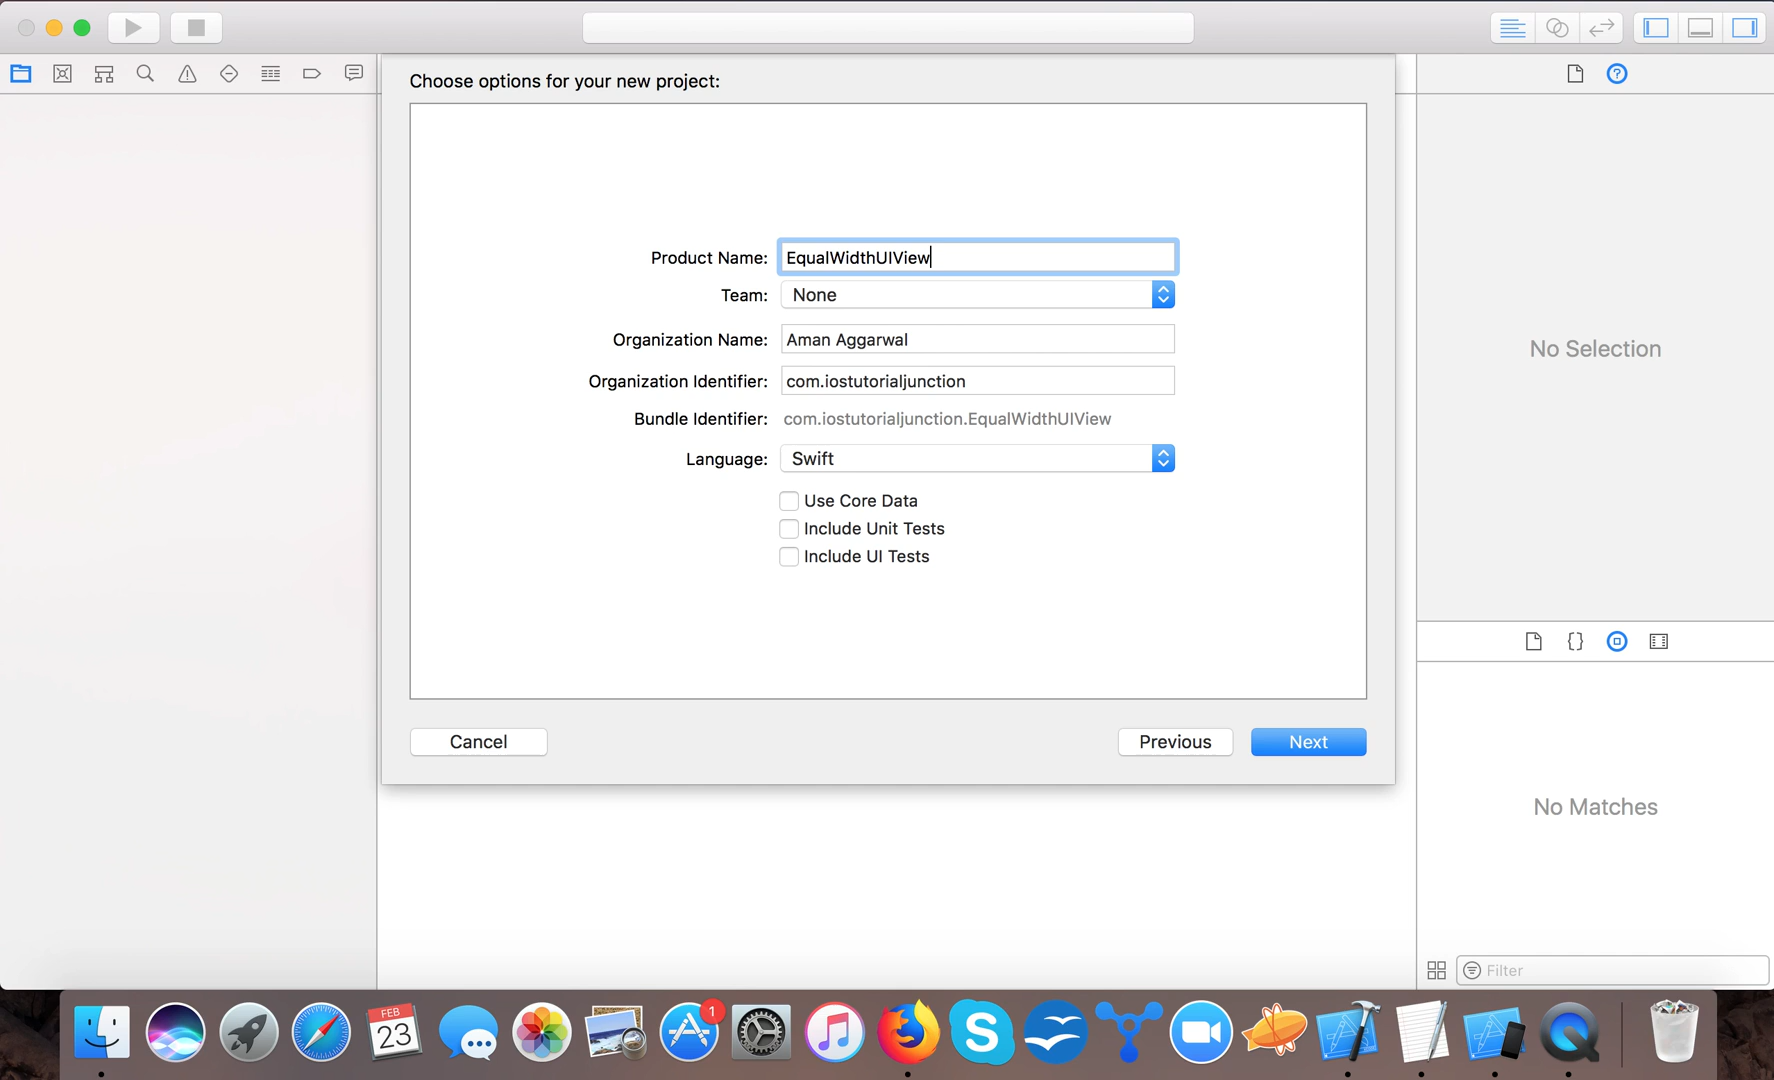 Choose options for your new project:
Product Name: EqualWidthUIView
Team: None
Organization Name: Aman Aggarwal
Organization Identifier: com.iostutorialjunction
Bundle Identifier: com.iostutorialjunction.EqualWidthUIView
Language: Swift
Use Core Data
Include Unit Tests
Include UI Tests
Cancel
Previous
Next
No Selection
No Matches
Filter
FEB
23
1